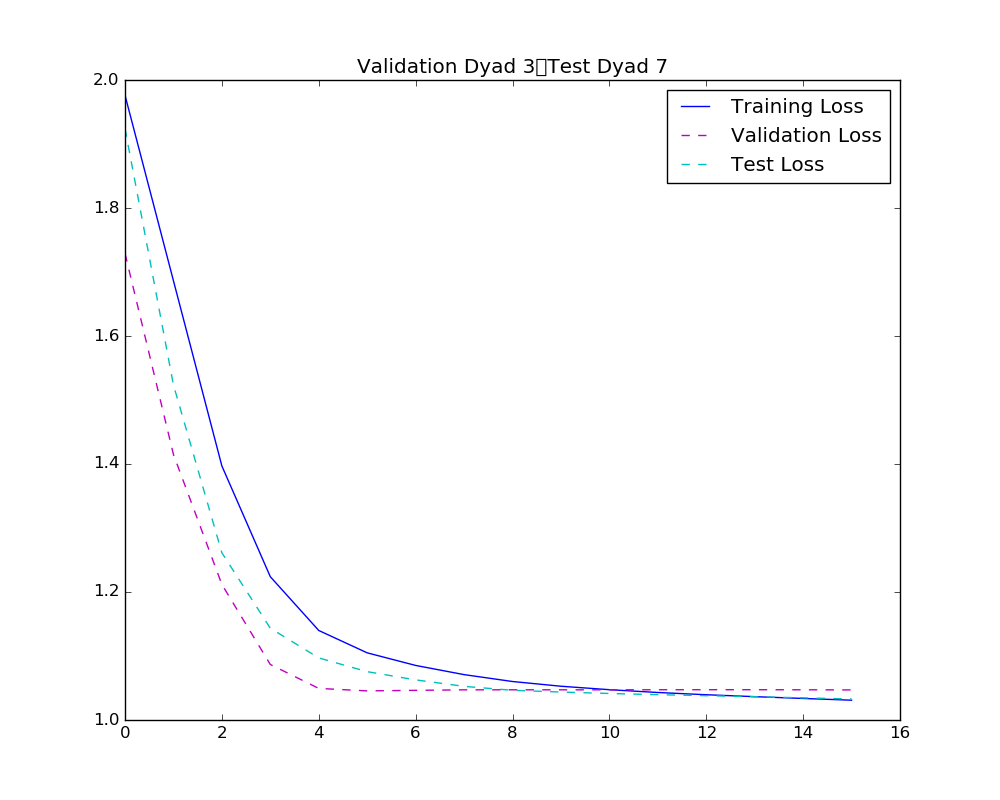 Validation Dyad 3▯Test Dyad 7
2.0
1.8
1.6
1.4
1.2
1.0
0 2 4 6 8 10 12 14 16
Training Loss
Validation Loss
Test Loss